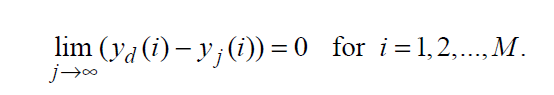 lim (y_d(i) − y_j(i)) = 0 for i = 1, 2, ..., M.
j→∞